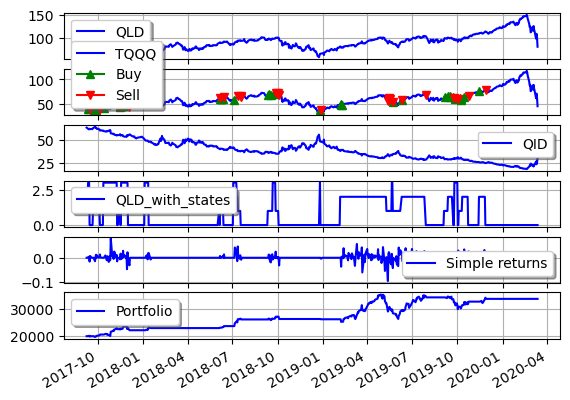 150
100
QLD
TQQQ
Buy
Sell
100
50
50
25
QID
2.5
0.0
QLD_with_states
0.0
−0.1
Simple returns
30000
20000
Portfolio
2017-10
2018-01
2018-04
2018-07
2018-10
2019-01
2019-04
2019-07
2019-10
2020-01
2020-04